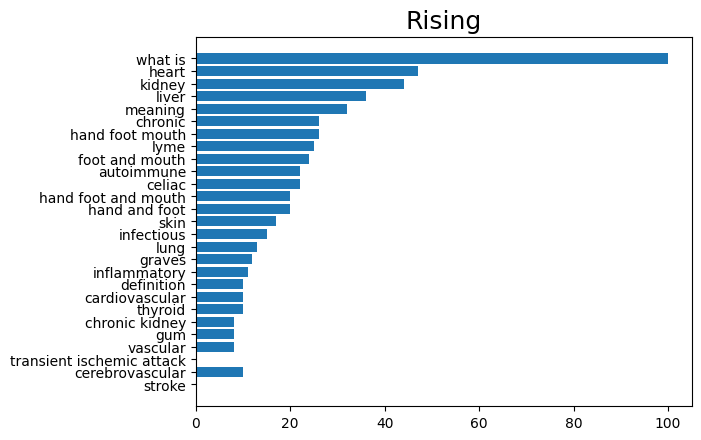 Rising
what is
heart
kidney
liver
meaning
chronic
hand foot mouth
lyme
foot and mouth
autoimmune
celiac
hand foot and mouth
hand and foot
skin
infectious
lung
graves
inflammatory
definition
cardiovascular
thyroid
chronic kidney
gum
vascular
transient ischemic attack
cerebrovascular
stroke
0 20 40 60 80 100